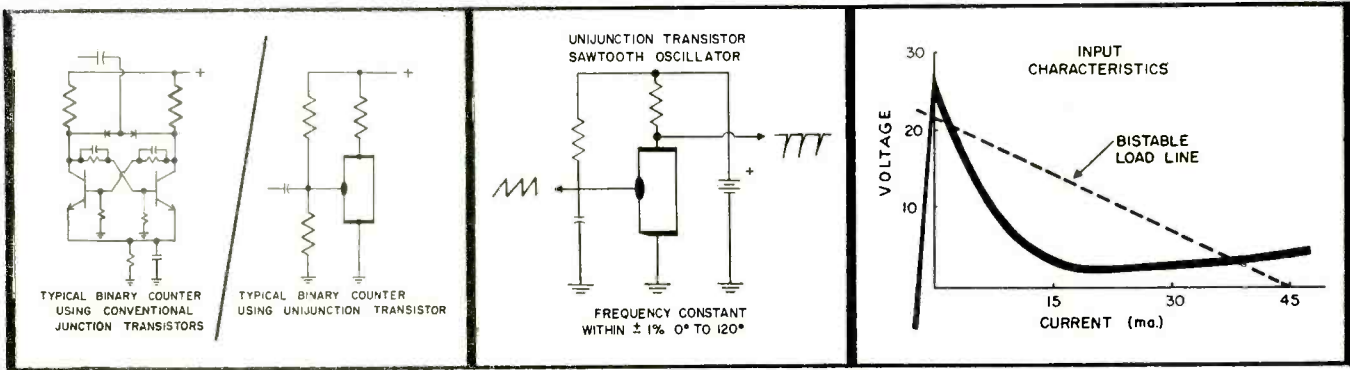 +
TYPICAL BINARY COUNTER
USING CONVENTIONAL
JUNCTION TRANSISTORS
+
TYPICAL BINARY COUNTER
USING UNIJUNCTION TRANSISTOR
UNIJUNCTION TRANSISTOR
SAWTOOTH OSCILLATOR
+
FREQUENCY CONSTANT
WITHIN ± 1% 0° TO 120°
INPUT
CHARACTERISTICS
30
20
10
VOLTAGE
BISTABLE
LOAD LINE
15
30
45
CURRENT (ma.)